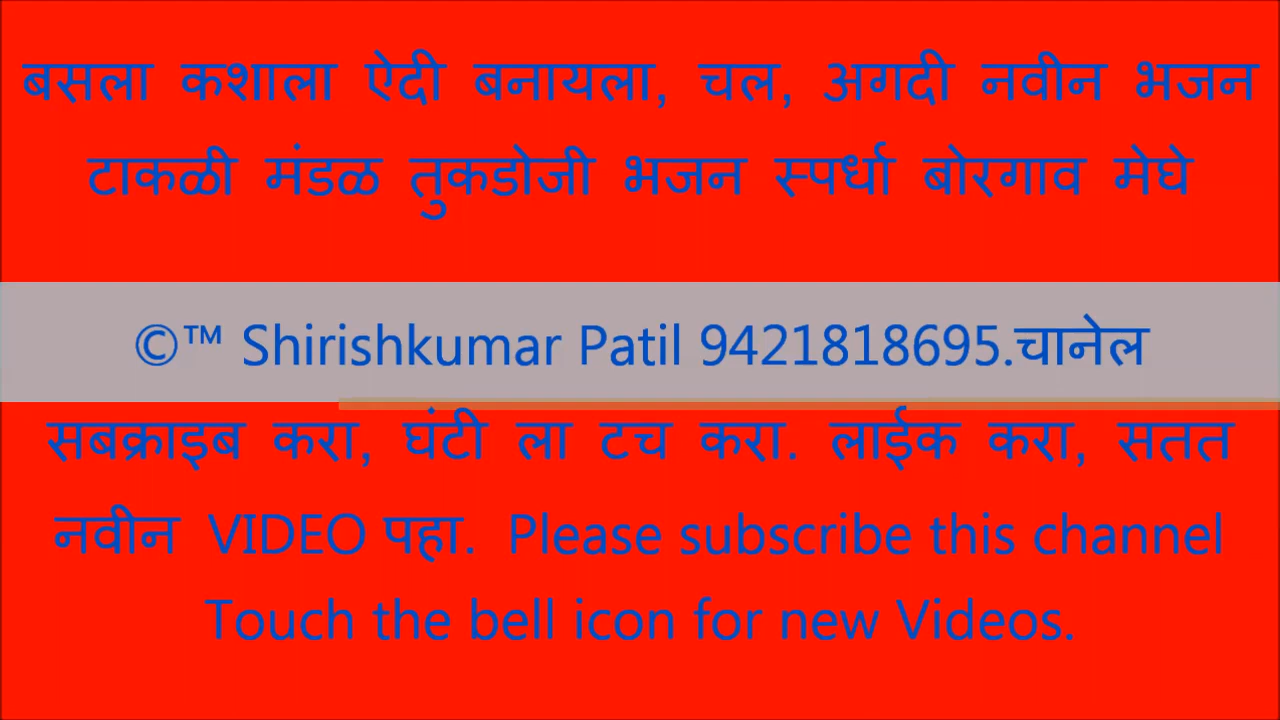 बसला कशाला ऐदी बनायला, चल, अगदी नवीन भजन
टाकळी मंडळ तुकडोजी भजन स्पर्धा बोरगाव मेघे
©™ Shirishkumar Patil 9421818695.चानेल
सबक्राइब करा, घंटी ला टच करा. लाईक करा, सतत
नवीन VIDEO पहा. Please subscribe this channel
Touch the bell icon for new Videos.